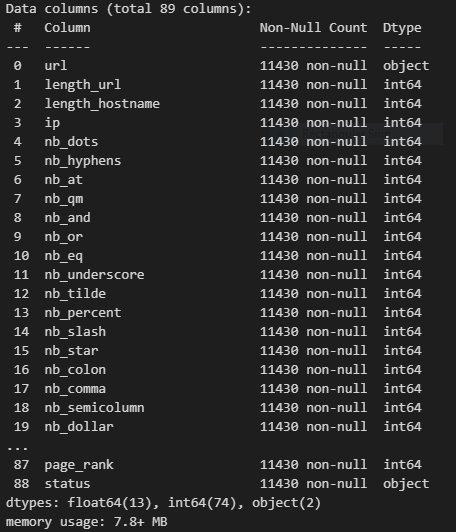 Data columns (total 89 columns):
 #   Column                      Non-Null Count  Dtype
---  ------                      --------------  -----
 0   url                         11430 non-null  object
 1   length_url                  11430 non-null  int64
 2   length_hostname             11430 non-null  int64
 3   ip                          11430 non-null  int64
 4   nb_dots                     11430 non-null  int64
 5   nb_hyphens                  11430 non-null  int64
 6   nb_at                       11430 non-null  int64
 7   nb_qm                       11430 non-null  int64
 8   nb_and                      11430 non-null  int64
 9   nb_or                       11430 non-null  int64
 10  nb_eq                       11430 non-null  int64
 11  nb_underscore               11430 non-null  int64
 12  nb_tilde                    11430 non-null  int64
 13  nb_percent                  11430 non-null  int64
 14  nb_slash                    11430 non-null  int64
 15  nb_star                     11430 non-null  int64
 16  nb_colon                    11430 non-null  int64
 17  nb_comma                    11430 non-null  int64
 18  nb_semicolumn               11430 non-null  int64
 19  nb_dollar                   11430 non-null  int64
...
 87  page_rank                   11430 non-null  int64
 88  status                      11430 non-null  object
dtypes: float64(13), int64(74), object(2)
memory usage: 7.8+ MB